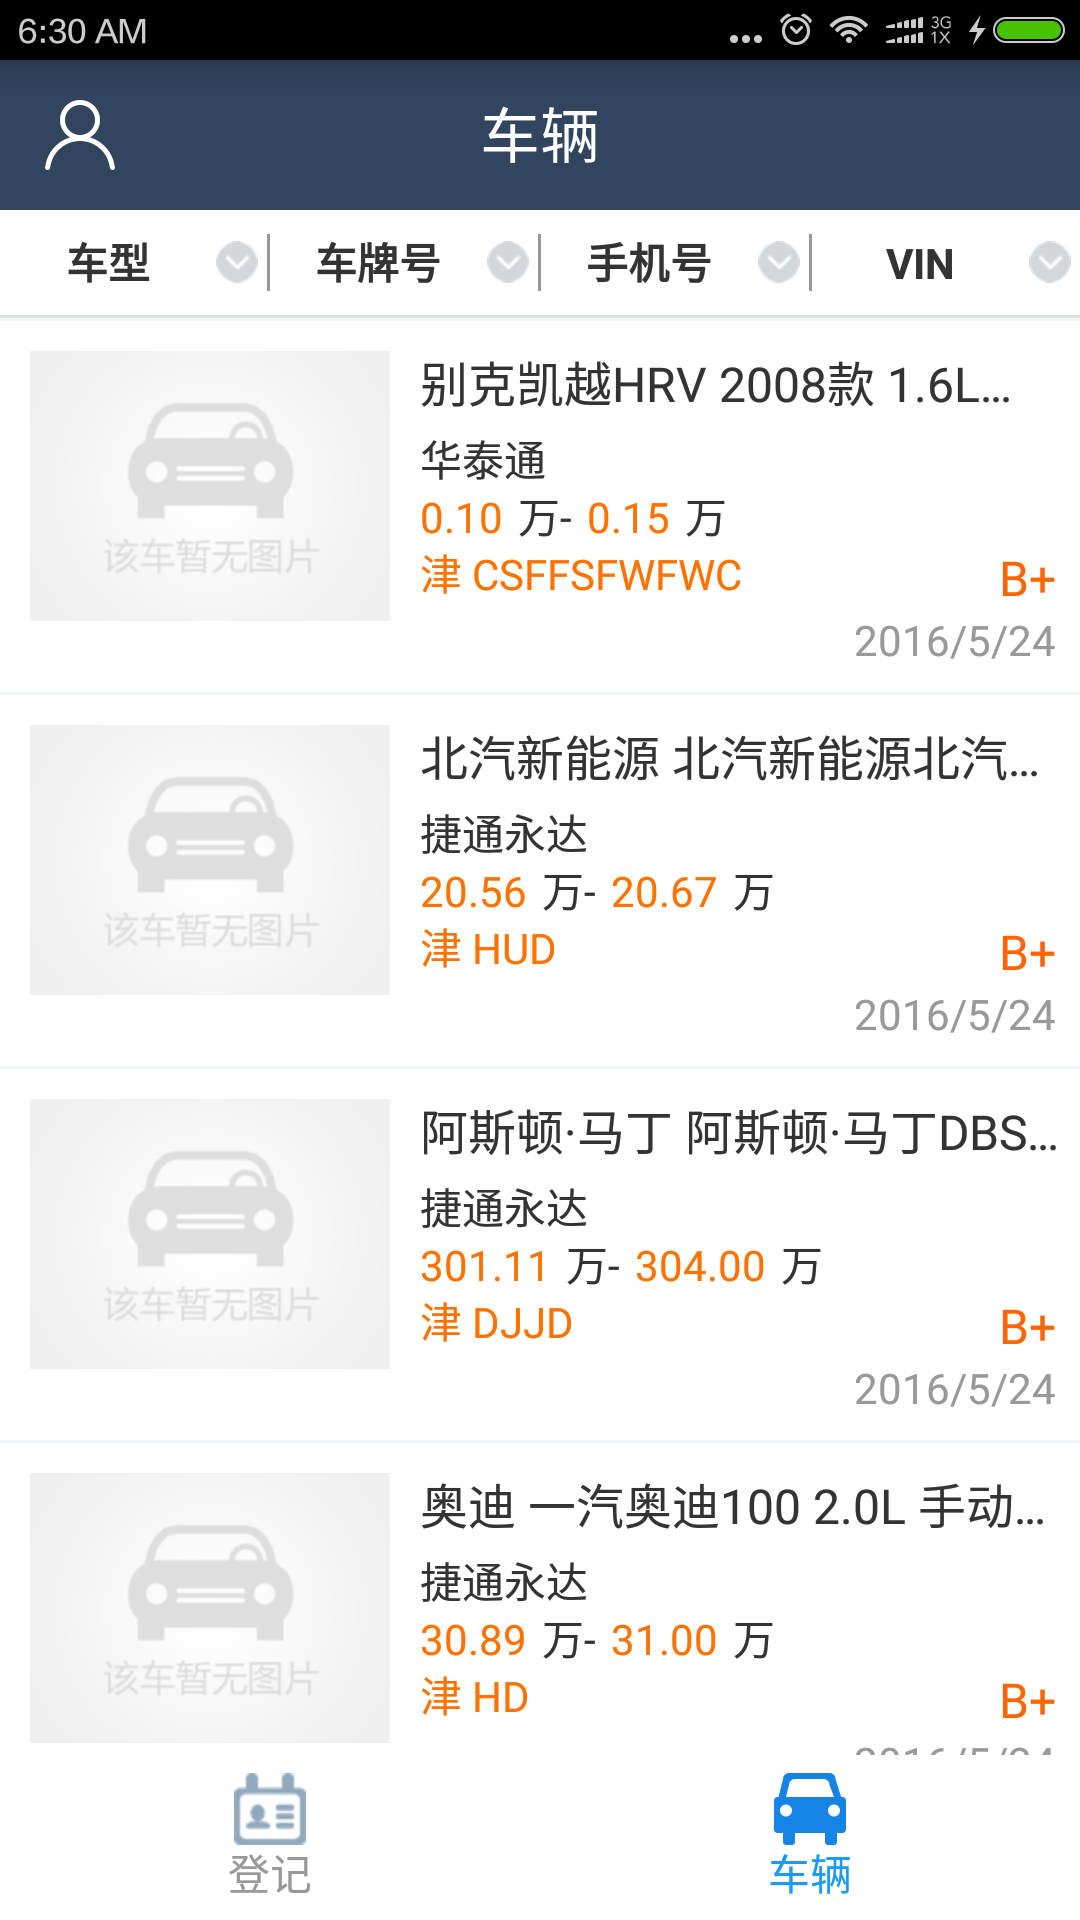 6:30 AM
3G
1X
车辆
车型
车牌号
手机号
VIN
别克凯越HRV 2008款 1.6L...
华泰通
0.10 万- 0.15 万
津 CSFFSFWFWC
B+
2016/5/24
该车暂无图片
北汽新能源 北汽新能源北汽...
捷通永达
20.56 万- 20.67 万
津 HUD
B+
2016/5/24
该车暂无图片
阿斯顿·马丁 阿斯顿·马丁DBS...
捷通永达
301.11 万- 304.00 万
津 DJJD
B+
2016/5/24
该车暂无图片
奥迪 一汽奥迪100 2.0L 手动...
捷通永达
30.89 万- 31.00 万
津 HD
B+
该车暂无图片
登记
车辆